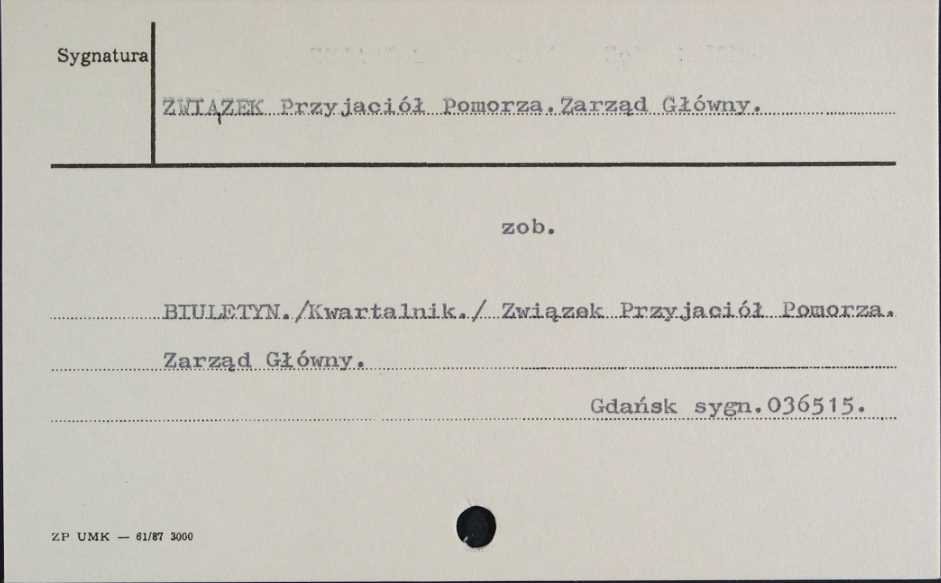 Sygnatura
ZWIĄZEK Przyjaciół Pomorza.Zarząd Główny.
zob.
BIULETYN./Kwartalnik./ Związek Przyjaciół Pomorza.
Zarząd Główny.
Gdańsk sygn.036515.
ZP UMK — 61/87 3000